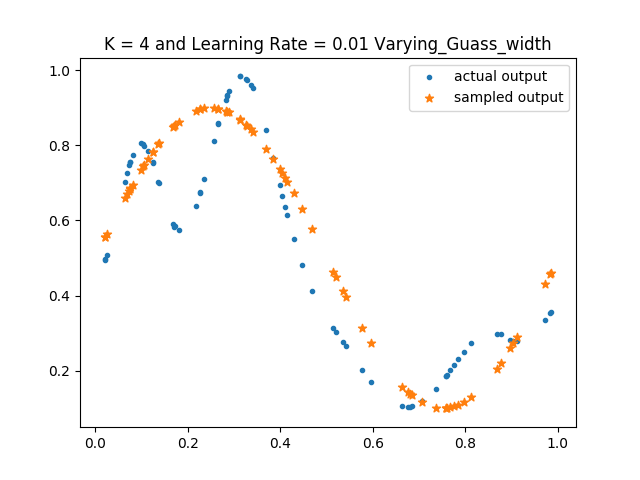 K = 4 and Learning Rate = 0.01 Varying_Guass_width
actual output
sampled output
1.0
0.8
0.6
0.4
0.2
0.0 0.2 0.4 0.6 0.8 1.0